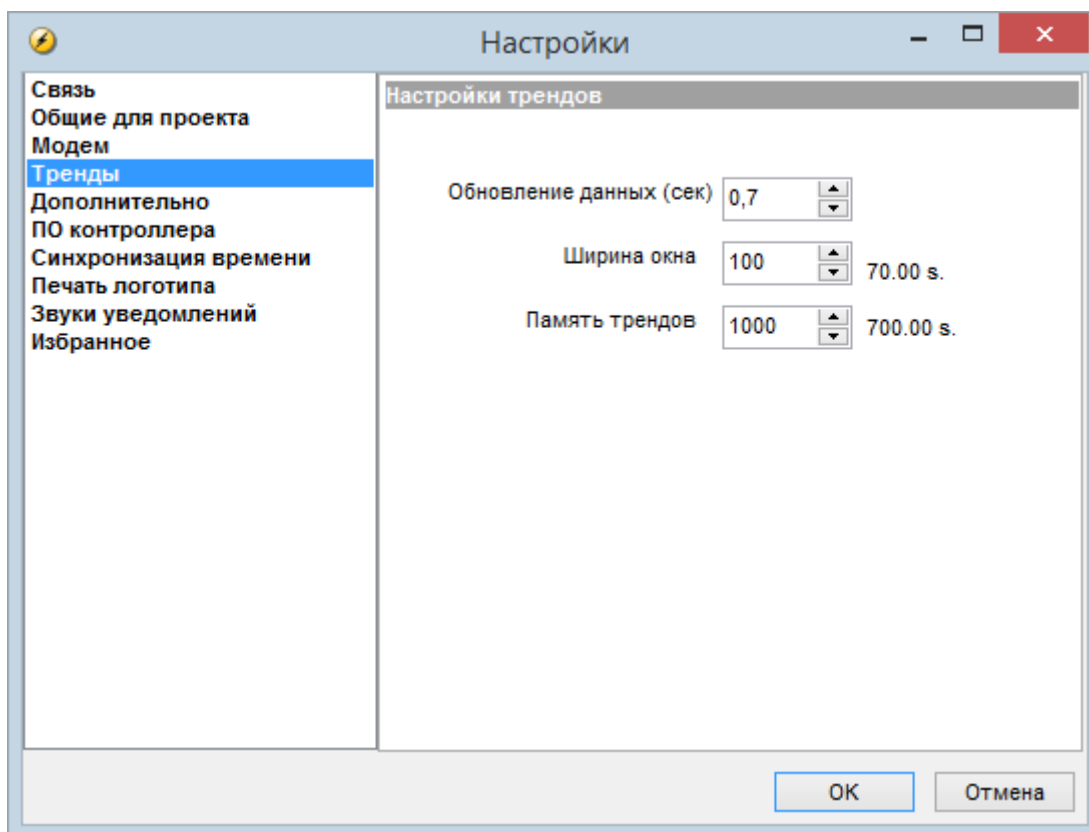 Настройки
Связь
Общие для проекта
Модем
Тренды
Дополнительно
ПО контроллера
Синхронизация времени
Печать логотипа
Звуки уведомлений
Избранное
Настройки трендов
Обновление данных (сек) 0,7
Ширина окна 100 70.00 s.
Память трендов 1000 700.00 s.
OK Отмена